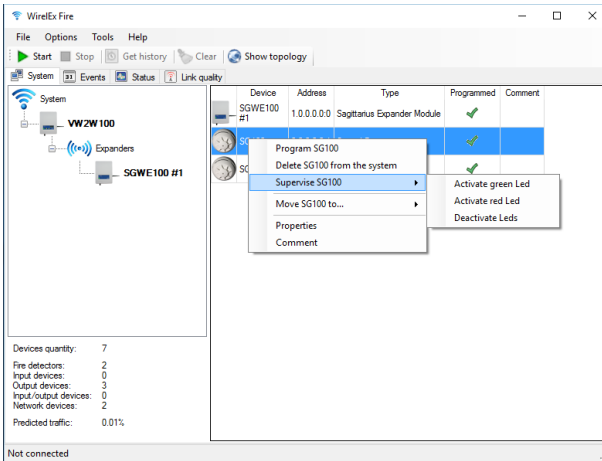 WirelEx Fire
File Options Tools Help
Start Stop Get history Clear Show topology
System Events Status Link quality
System
VW2W100
Expanders
SGWE100 #1
Device Address Type Programmed Comment
SGWE100 #1 1.0.0.0.0:0 Sagittarius Expander Module
Program SG100
Delete SG100 from the system
Supervise SG100
Move SG100 to...
Properties
Comment
Activate green Led
Activate red Led
Deactivate Leds
Devices quantity: 7
Fire detectors: 2
Input devices: 0
Output devices: 3
Input/output devices: 0
Network devices: 2
Predicted traffic: 0.01%
Not connected